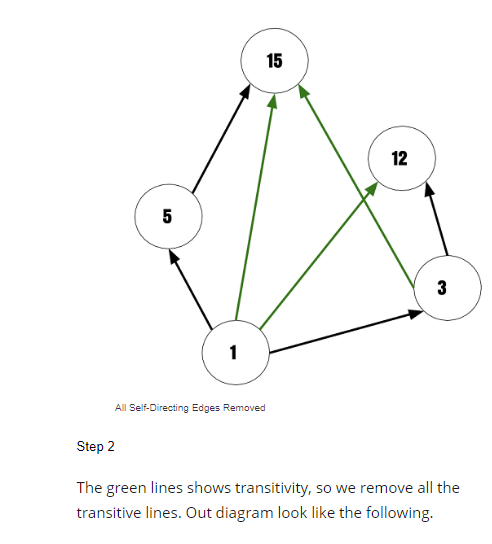 15
12
5
3
1
All Self-Directing Edges Removed
Step 2
The green lines shows transitivity, so we remove all the
transitive lines. Out diagram look like the following.